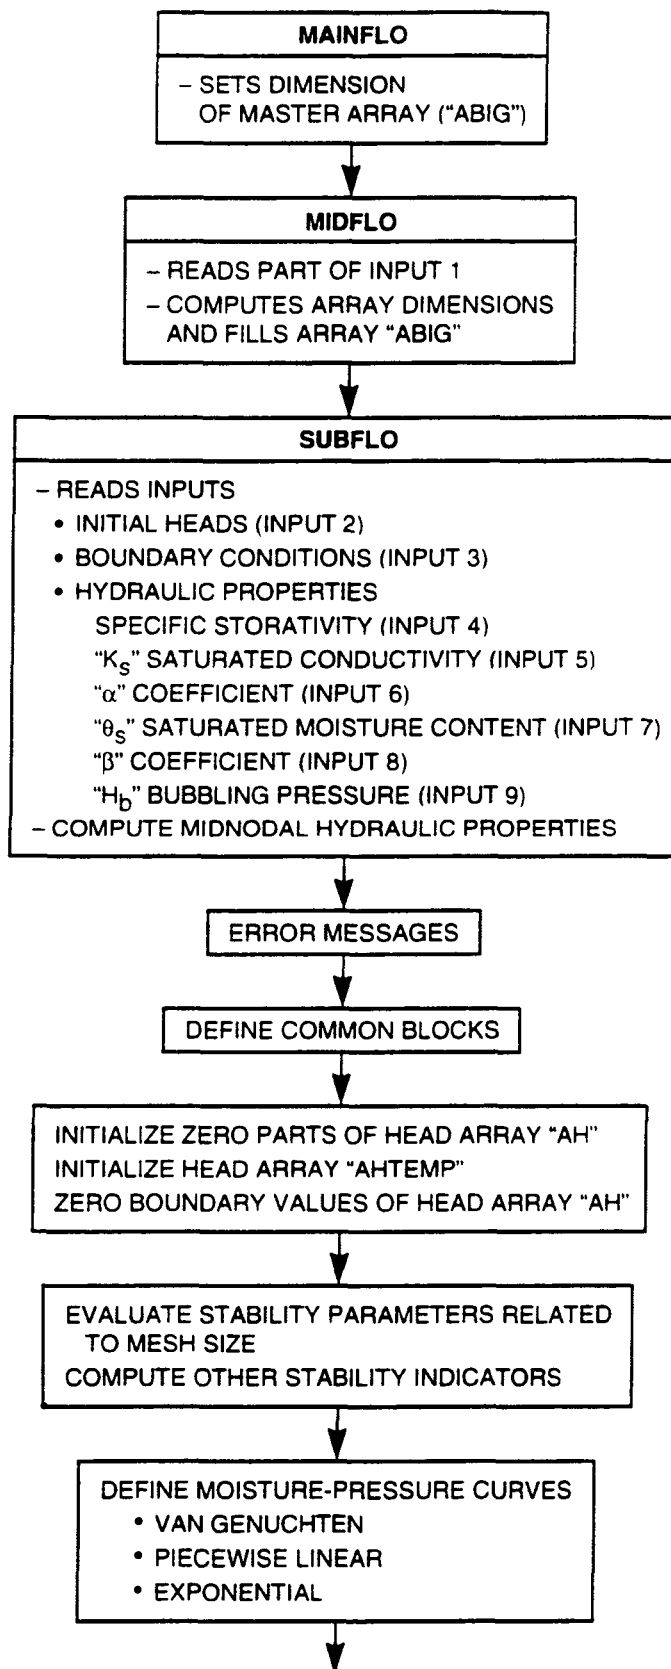 MAINFLO
– SETS DIMENSION
OF MASTER ARRAY ("ABIG")
MIDFLO
– READS PART OF INPUT 1
– COMPUTES ARRAY DIMENSIONS
AND FILLS ARRAY "ABIG"
SUBFLO
– READS INPUTS
• INITIAL HEADS (INPUT 2)
• BOUNDARY CONDITIONS (INPUT 3)
• HYDRAULIC PROPERTIES
SPECIFIC STORATIVITY (INPUT 4)
"Kₛ" SATURATED CONDUCTIVITY (INPUT 5)
"α" COEFFICIENT (INPUT 6)
"θₛ" SATURATED MOISTURE CONTENT (INPUT 7)
"β" COEFFICIENT (INPUT 8)
"H_b" BUBBLING PRESSURE (INPUT 9)
– COMPUTE MIDNODAL HYDRAULIC PROPERTIES
ERROR MESSAGES
DEFINE COMMON BLOCKS
INITIALIZE ZERO PARTS OF HEAD ARRAY "AH"
INITIALIZE HEAD ARRAY "AHTEMP"
ZERO BOUNDARY VALUES OF HEAD ARRAY "AH"
EVALUATE STABILITY PARAMETERS RELATED
TO MESH SIZE
COMPUTE OTHER STABILITY INDICATORS
DEFINE MOISTURE-PRESSURE CURVES
• VAN GENUCHTEN
• PIECEWISE LINEAR
• EXPONENTIAL